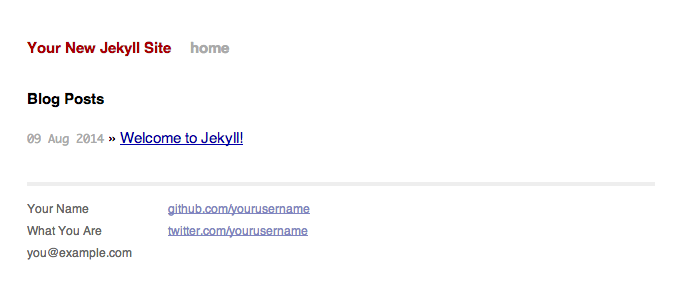 Your New Jekyll Site home
Blog Posts
09 Aug 2014 » Welcome to Jekyll!
Your Name github.com/yourusername
What You Are twitter.com/yourusername
you@example.com